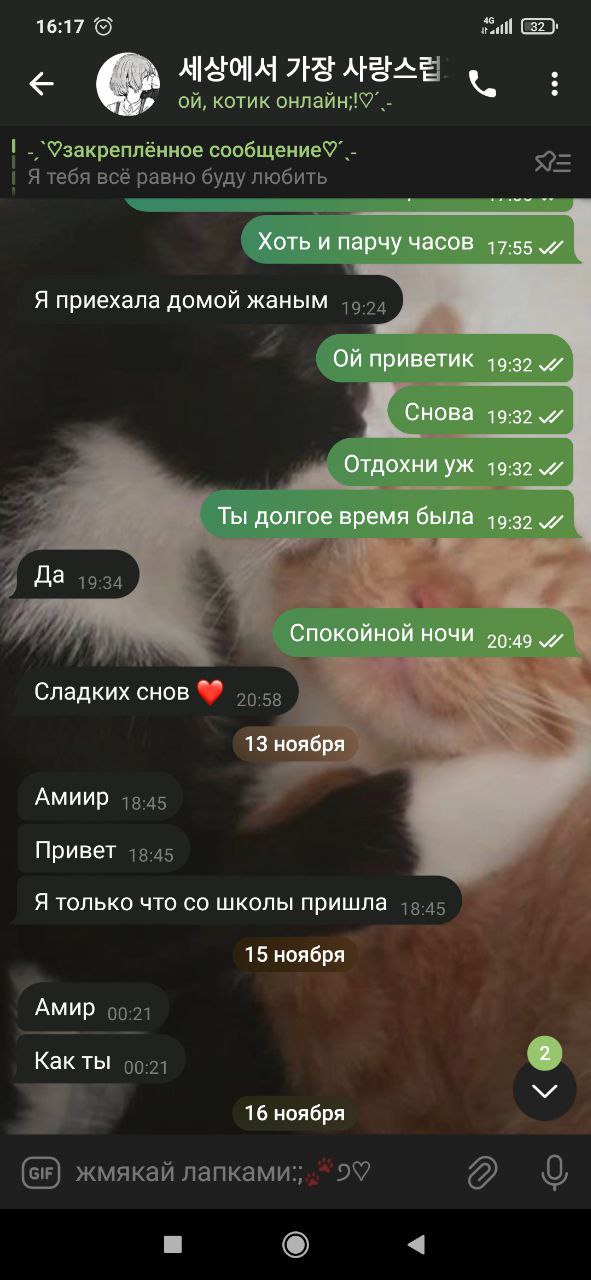 16:17
4G
32
세상에서 가장 사랑스럽
ой, котик онлайн;!♡´ˎ-
-ˏ`♡закреплённое сообщение♡´ˎ-
Я тебя всё равно буду любить
Хоть и парчу часов 17:55
Я приехала домой жаным 19:24
Ой приветик 19:32
Снова 19:32
Отдохни уж 19:32
Ты долгое время была 19:32
Да 19:34
Спокойной ночи 20:49
Сладких снов ❤️ 20:58
13 ноября
Амиир 18:45
Привет 18:45
Я только что со школы пришла 18:45
15 ноября
Амир 00:21
Как ты 00:21
2
16 ноября
GIF жмякай лапками:;🐾୨♡